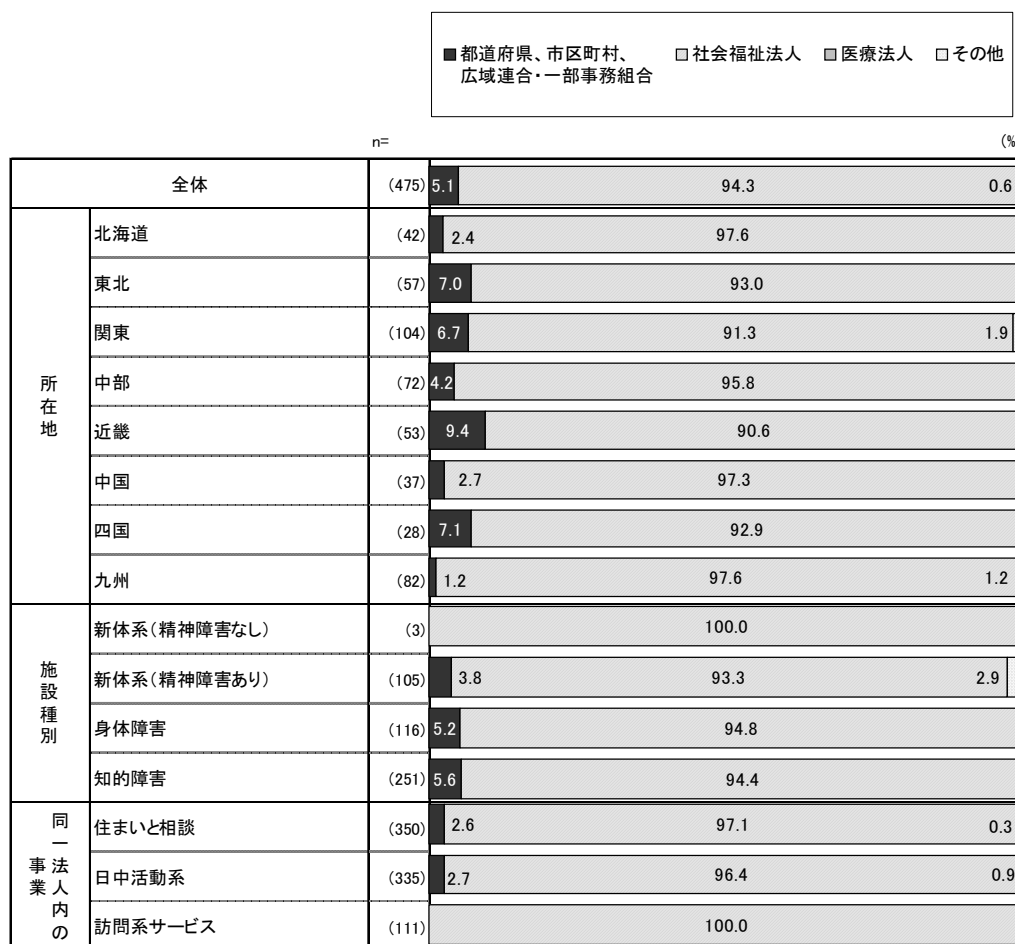 ■都道府県、市区町村、 □社会福祉法人 ■医療法人 □その他
広域連合・一部事務組合
n= (%
全体 (475) 5.1 94.3 0.6
所在地
北海道 (42) 2.4 97.6
東北 (57) 7.0 93.0
関東 (104) 6.7 91.3 1.9
中部 (72) 4.2 95.8
近畿 (53) 9.4 90.6
中国 (37) 2.7 97.3
四国 (28) 7.1 92.9
九州 (82) 1.2 97.6 1.2
施設種別
新体系(精神障害なし) (3) 100.0
新体系(精神障害あり) (105) 3.8 93.3 2.9
身体障害 (116) 5.2 94.8
知的障害 (251) 5.6 94.4
同一法人内の
事業
住まいと相談 (350) 2.6 97.1 0.3
日中活動系 (335) 2.7 96.4 0.9
訪問系サービス (111) 100.0